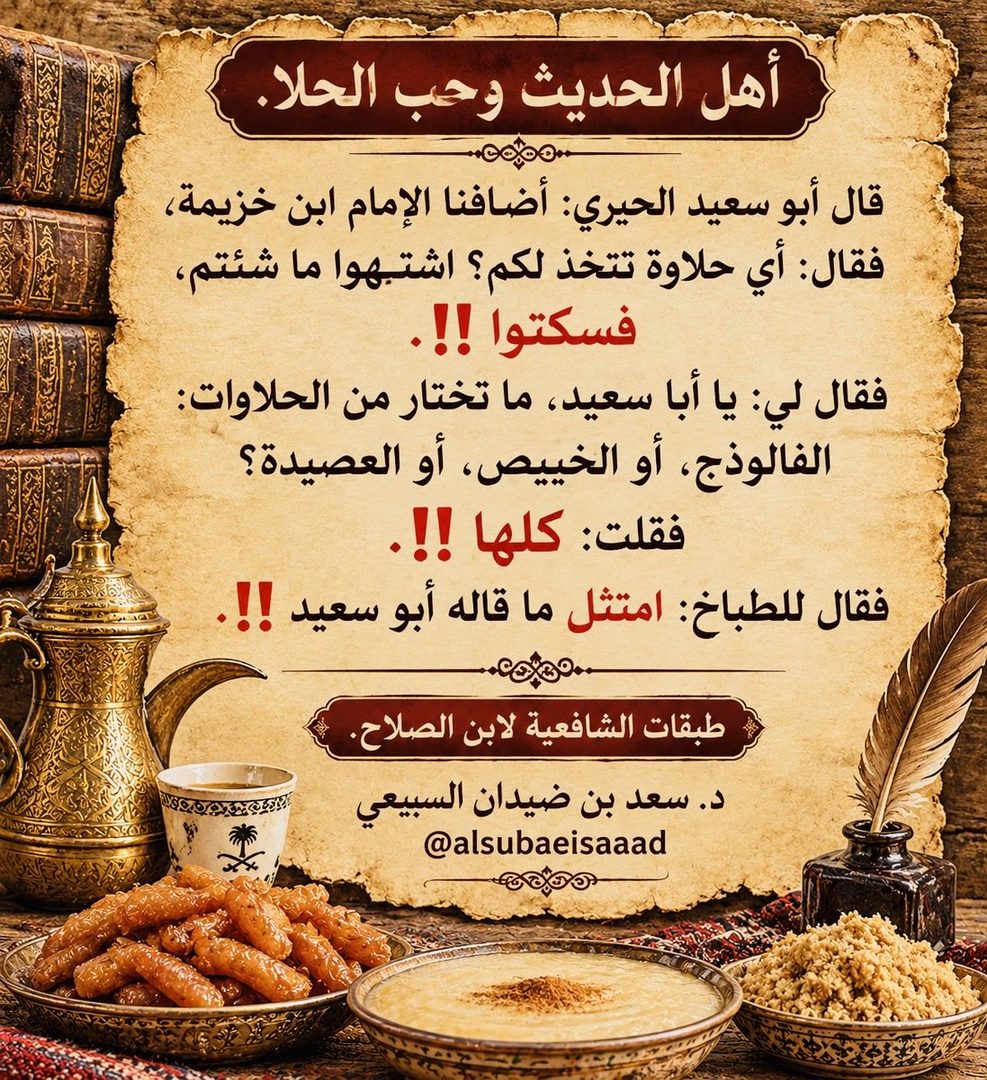 أهل الحديث وحب الحلا.
قال أبو سعيد الحيري: أضافنا الإمام ابن خزيمة،
فقال: أي حلاوة تتخذ لكم؟ اشتهوا ما شئتم،
فسكتوا !!.
فقال لي: يا أبا سعيد، ما تختار من الحلاوات:
الفالوذج، أو الخييص، أو العصيدة؟
فقلت: كلها !!.
فقال للطباخ: امتثل ما قاله أبو سعيد !!.
طبقات الشافعية لابن الصلاح.
د. سعد بن ضيدان السبيعي
@alsubaeisaaad